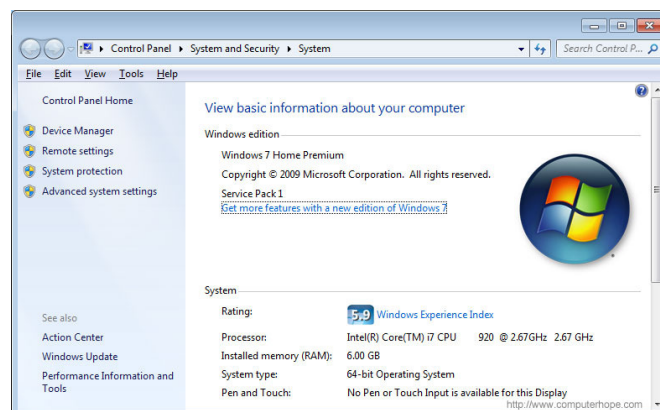 Control Panel ▸ System and Security ▸ System
Search Control P...
File Edit View Tools Help
Control Panel Home
Device Manager
Remote settings
System protection
Advanced system settings
See also
Action Center
Windows Update
Performance Information and
Tools
View basic information about your computer
Windows edition
Windows 7 Home Premium
Copyright © 2009 Microsoft Corporation. All rights reserved.
Service Pack 1
Get more features with a new edition of Windows 7
System
Rating: 5.9 Windows Experience Index
Processor: Intel(R) Core(TM) i7 CPU 920 @ 2.67GHz 2.67 GHz
Installed memory (RAM): 6.00 GB
System type: 64-bit Operating System
Pen and Touch: No Pen or Touch Input is available for this Display
http://www.computerhope.com